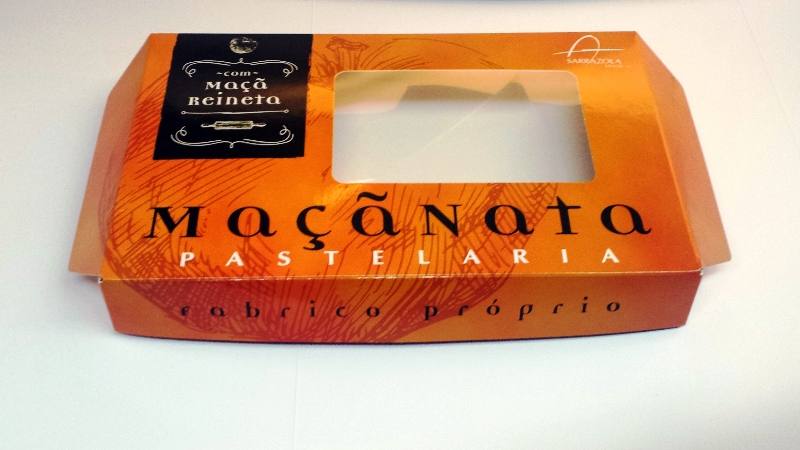 ~com~
Maçã
Reineta
SARRAZOLA
MaçãNata
PASTELARIA
fabrico próprio